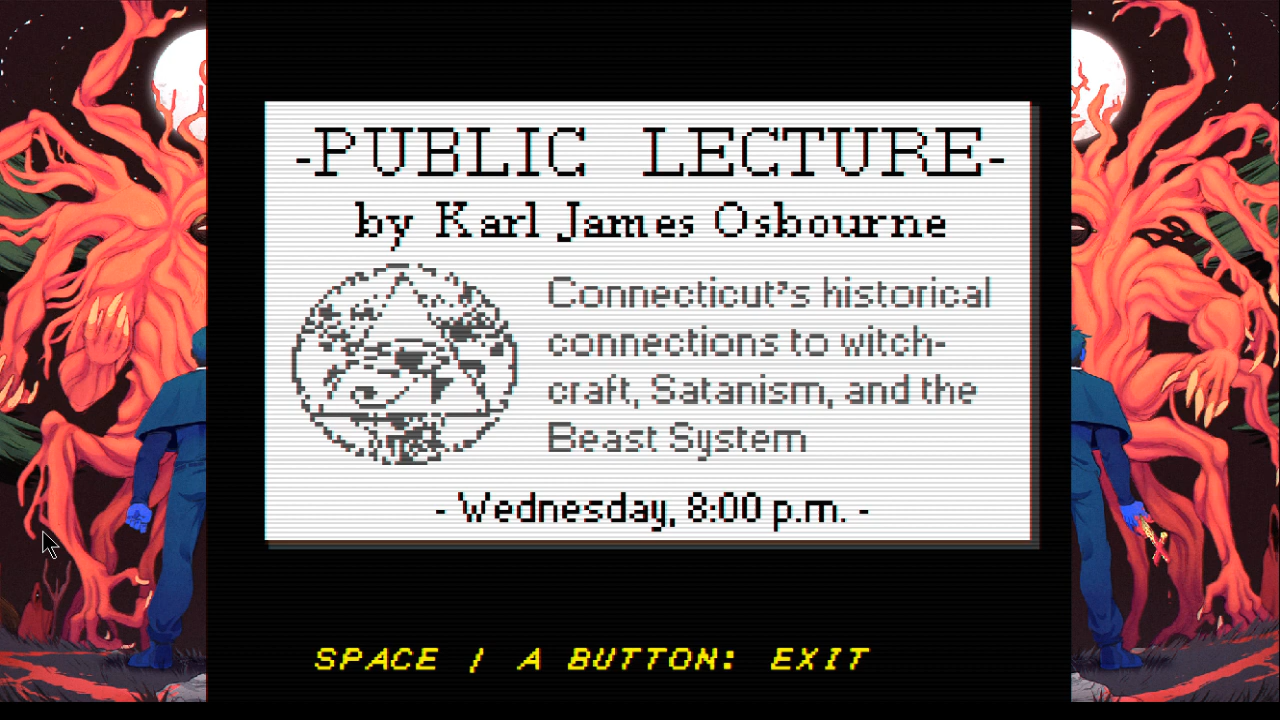 -PUBLIC LECTURE-
by Karl James Osbourne
Connecticut's historical
connections to witch-
craft, Satanism, and the
Beast System
- Wednesday, 8:00 p.m. -
SPACE / A BUTTON: EXIT